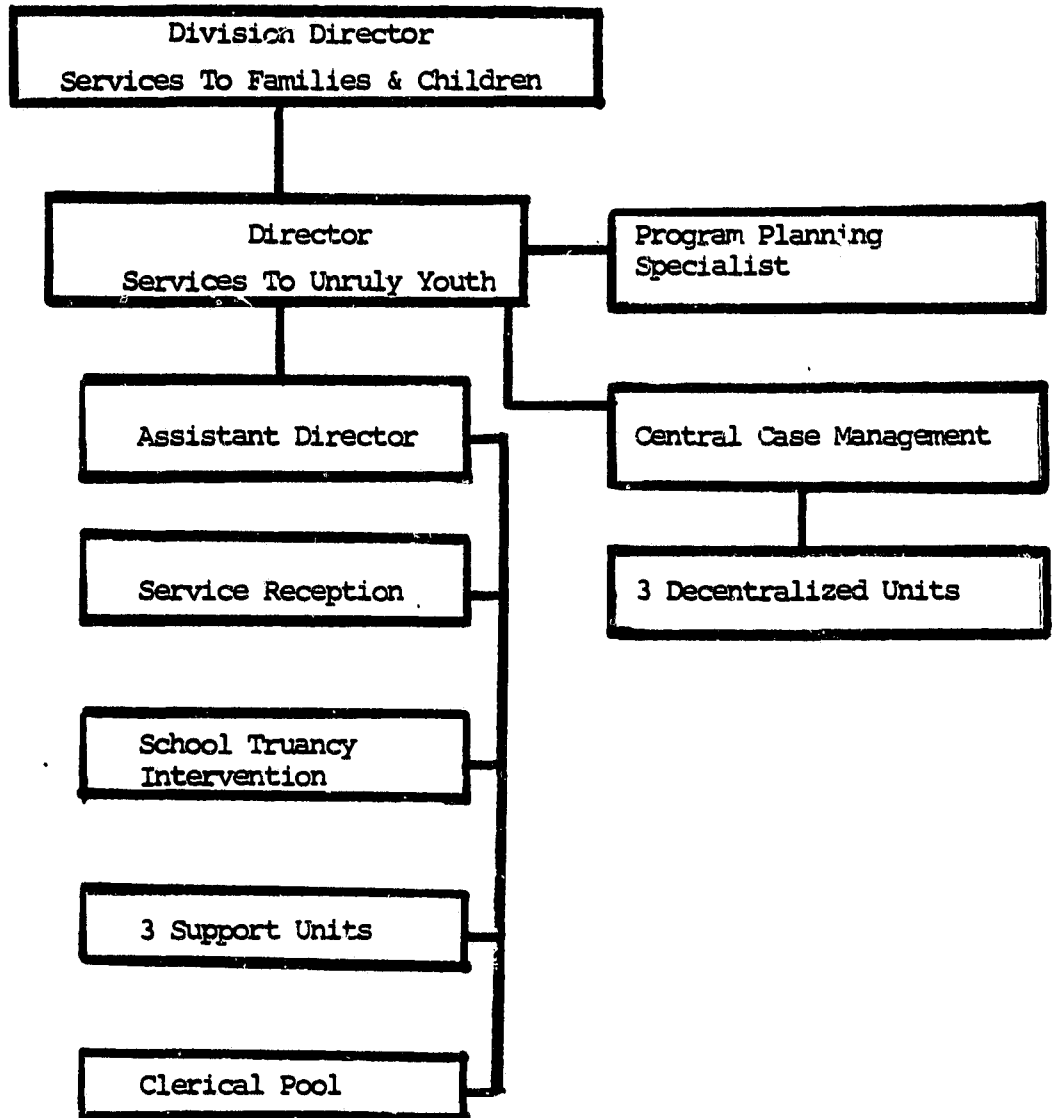 Division Director
Services To Families & Children
Director
Services To Unruly Youth
Program Planning
Specialist
Assistant Director
Central Case Management
Service Reception
3 Decentralized Units
School Truancy
Intervention
3 Support Units
Clerical Pool